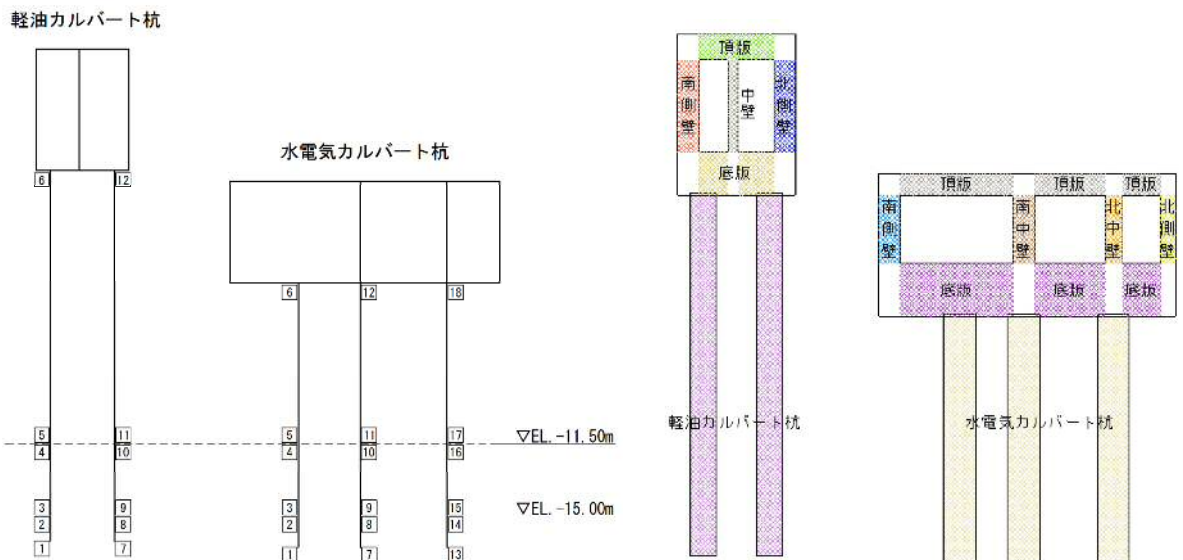 軽油カルバート杭
6
12
5
11
4
10
3
9
2
8
1
7
水電気カルバート杭
6
12
18
5
11
17
4
10
16
3
9
15
2
8
14
1
7
13
▽EL.-11.50m
▽EL.-15.00m
頂版
南側壁
中壁
北側壁
底版
軽油カルバート杭
頂版
頂版
頂版
南側壁
南中壁
北中壁
北側壁
底版
底版
底版
水電気カルバート杭